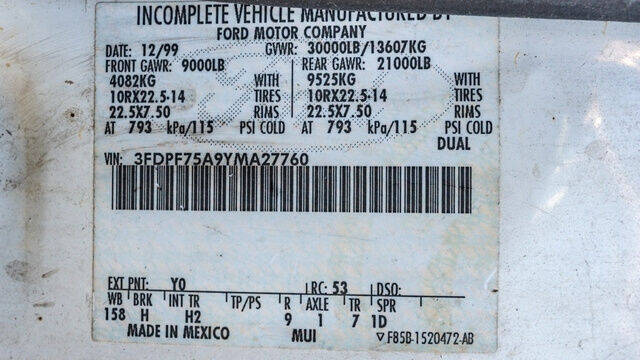 INCOMPLETE VEHICLE MANUFACTURED BY
FORD MOTOR COMPANY
DATE: 12/99 GVWR: 30000LB/13607KG
FRONT GAWR: 9000LB REAR GAWR: 21000LB
4082KG WITH 9525KG WITH
10RX22.5-14 TIRES 10RX22.5-14 TIRES
22.5X7.50 RIMS 22.5X7.50 RIMS
AT 793 kPa/115 PSI COLD AT 793 kPa/115 PSI COLD
DUAL
VIN: 3FDPF75A9YMA27760
EXT PNT: Y0 RC: 53 DSO:
WB BRK INT TR TP/PS R AXLE TR SPR
158 H H2 9 1 7 1D
MADE IN MEXICO MUI F85B-1520472-AB